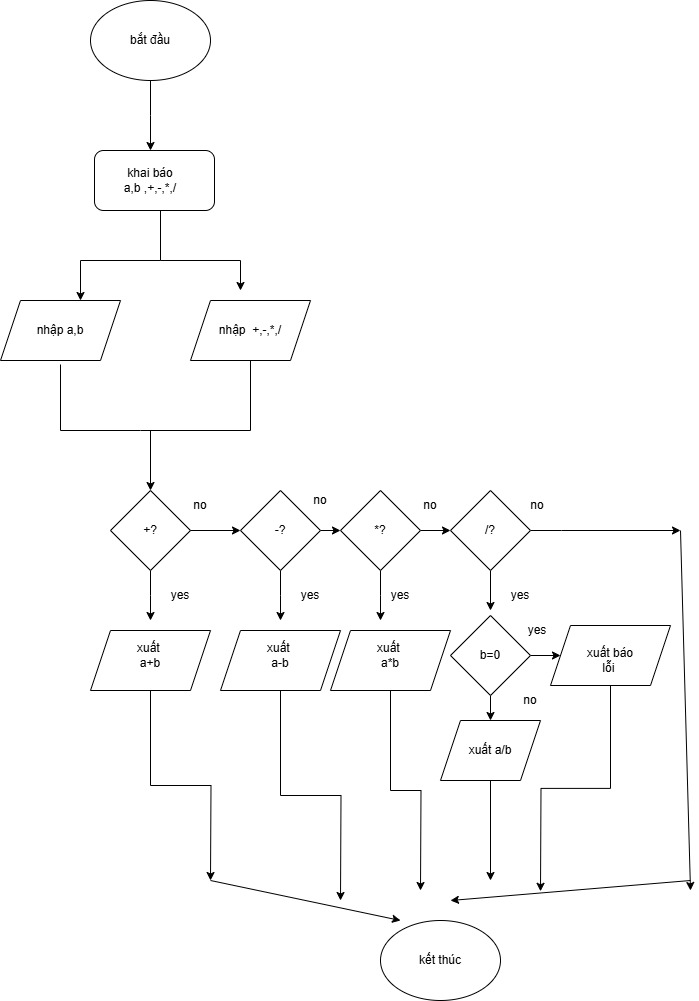 bắt đầu
khai báo
a,b ,+,-,*,/
nhập a,b
nhập +,-,*,/
no
no
no
no
+?
-?
*?
/?
yes
yes
yes
yes
xuất
a+b
xuất
a-b
xuất
a*b
b=0
yes
xuất báo
lỗi
no
xuất a/b
kết thúc